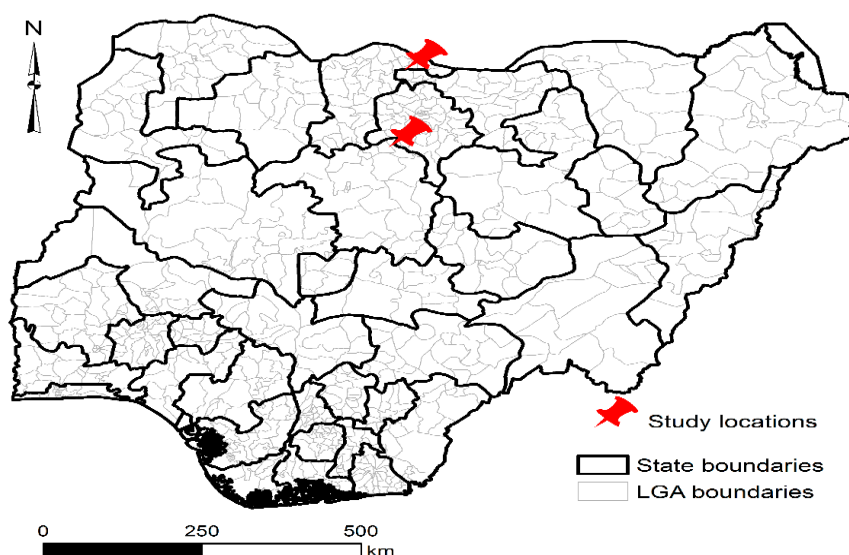 N
Study locations
State boundaries
LGA boundaries
0 250 500
km